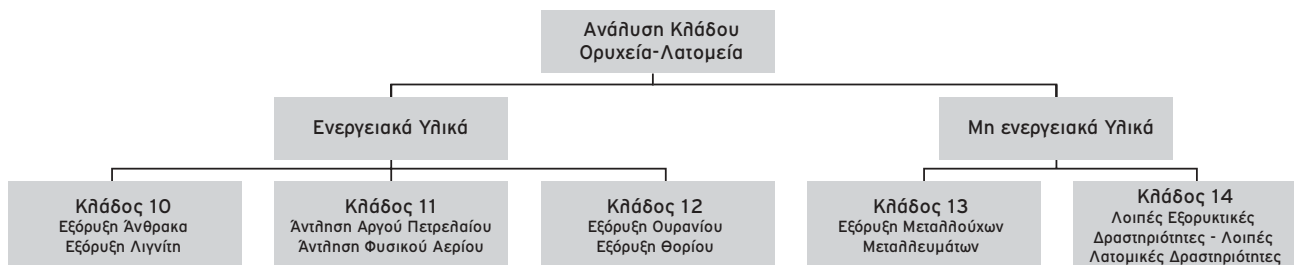 Ανάλυση Κλάδου
Ορυχεία-Λατομεία
Ενεργειακά Υλικά
Μη ενεργειακά Υλικά
Κλάδος 10
Εξόρυξη Άνθρακα
Εξόρυξη Λιγνίτη
Κλάδος 11
Άντληση Αργού Πετρελαίου
Άντληση Φυσικού Αερίου
Κλάδος 12
Εξόρυξη Ουρανίου
Εξόρυξη Θορίου
Κλάδος 13
Εξόρυξη Μεταλλούχων
Μεταλλευμάτων
Κλάδος 14
Λοιπές Εξορυκτικές
Δραστηριότητες - Λοιπές
Λατομικές Δραστηριότητες